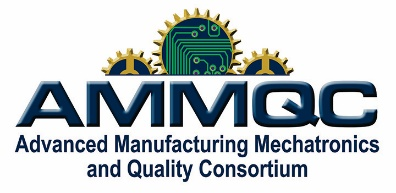 AMMQC
Advanced Manufacturing Mechatronics
and Quality Consortium